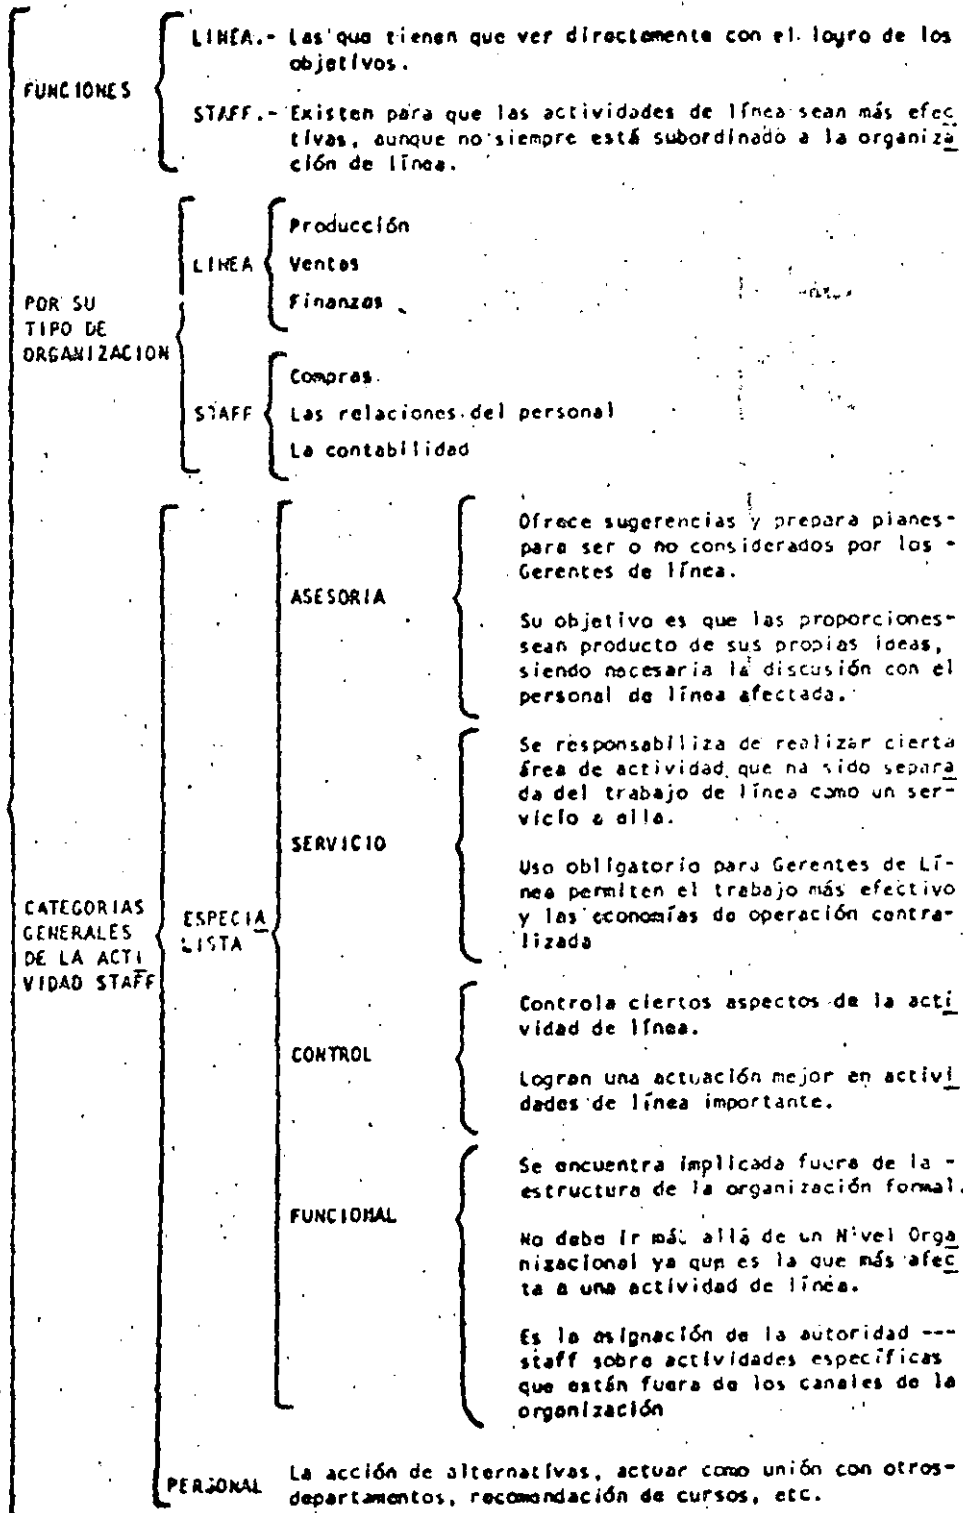 FUNCIONES
LINEA.- Las que tienen que ver directamente con el logro de los
objetivos.
STAFF.- Existen para que las actividades de línea sean más efec
tivas, aunque no siempre está subordinado a la organiza
ción de línea.
POR SU
TIPO DE
ORGANIZACION
LINEA
Producción
Ventas
Finanzas
STAFF
Compras.
Las relaciones del personal
La contabilidad
CATEGORIAS
GENERALES
DE LA ACTI
VIDAD STAFF
ESPECIA
LISTA
ASESORIA
Ofrece sugerencias y prepara planes-
para ser o no considerados por los -
Gerentes de línea.
Su objetivo es que las proporciones-
sean producto de sus propias ideas,
siendo necesaria la discusión con el
personal de línea afectada.
SERVICIO
Se responsabiliza de realizar cierta
área de actividad que ha sido separa
da del trabajo de línea como un ser-
vicio a ella.
Uso obligatorio para Gerentes de Lí-
nea permiten el trabajo más efectivo
y las economías de operación centra-
lizada
CONTROL
Controla ciertos aspectos de la acti
vidad de línea.
Logran una actuación mejor en activi
dades de línea importante.
FUNCIONAL
Se encuentra implicada fuera de la -
estructura de la organización formal.
No debe ir más allá de un Nivel Orga
nizacional ya que es la que más afec
ta a una actividad de línea.
Es la asignación de la autoridad ---
staff sobre actividades específicas
que están fuera de los canales de la
organización
PERSONAL
La acción de alternativas, actuar como unión con otros-
departamentos, recomendación de cursos, etc.